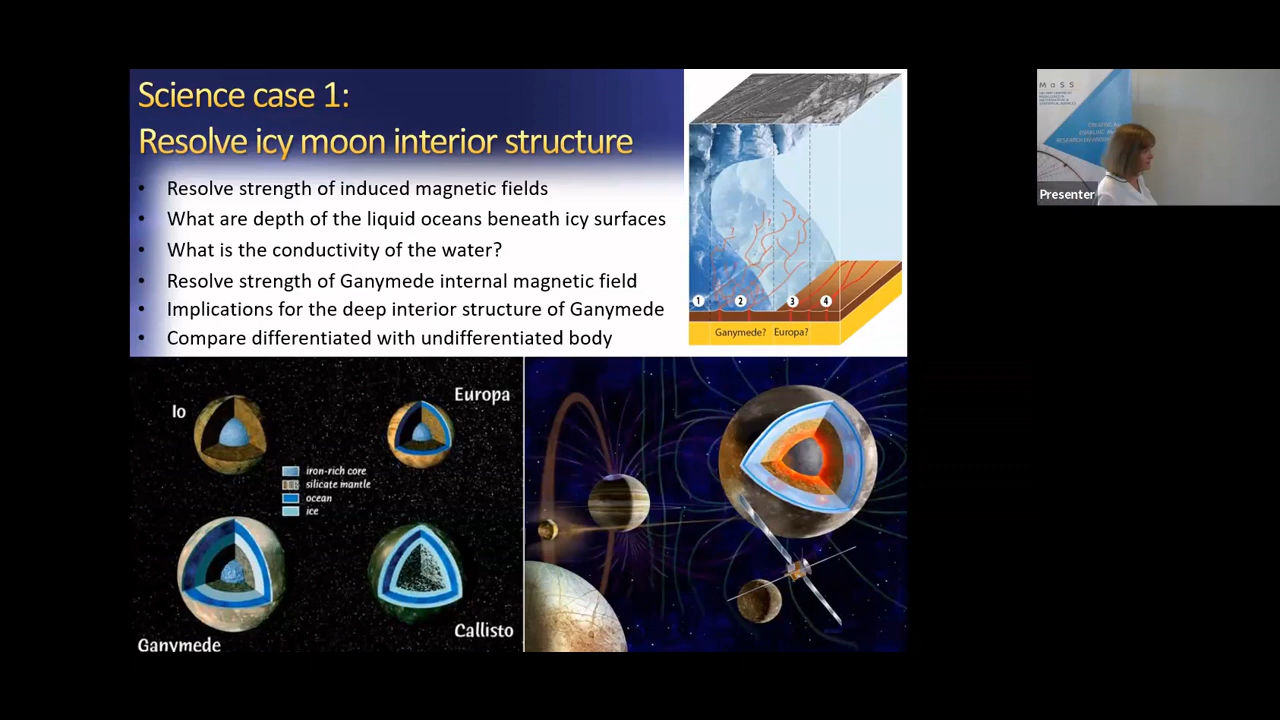 Science case 1:
Resolve icy moon interior structure
• Resolve strength of induced magnetic fields
• What are depth of the liquid oceans beneath icy surfaces
• What is the conductivity of the water?
• Resolve strength of Ganymede internal magnetic field
• Implications for the deep interior structure of Ganymede
• Compare differentiated with undifferentiated body
?
?
?
1
2
3
4
Ganymede?
Europa?
Io
Europa
iron-rich core
silicate mantle
ocean
ice
Ganymede
Callisto
MaSS
Presenter